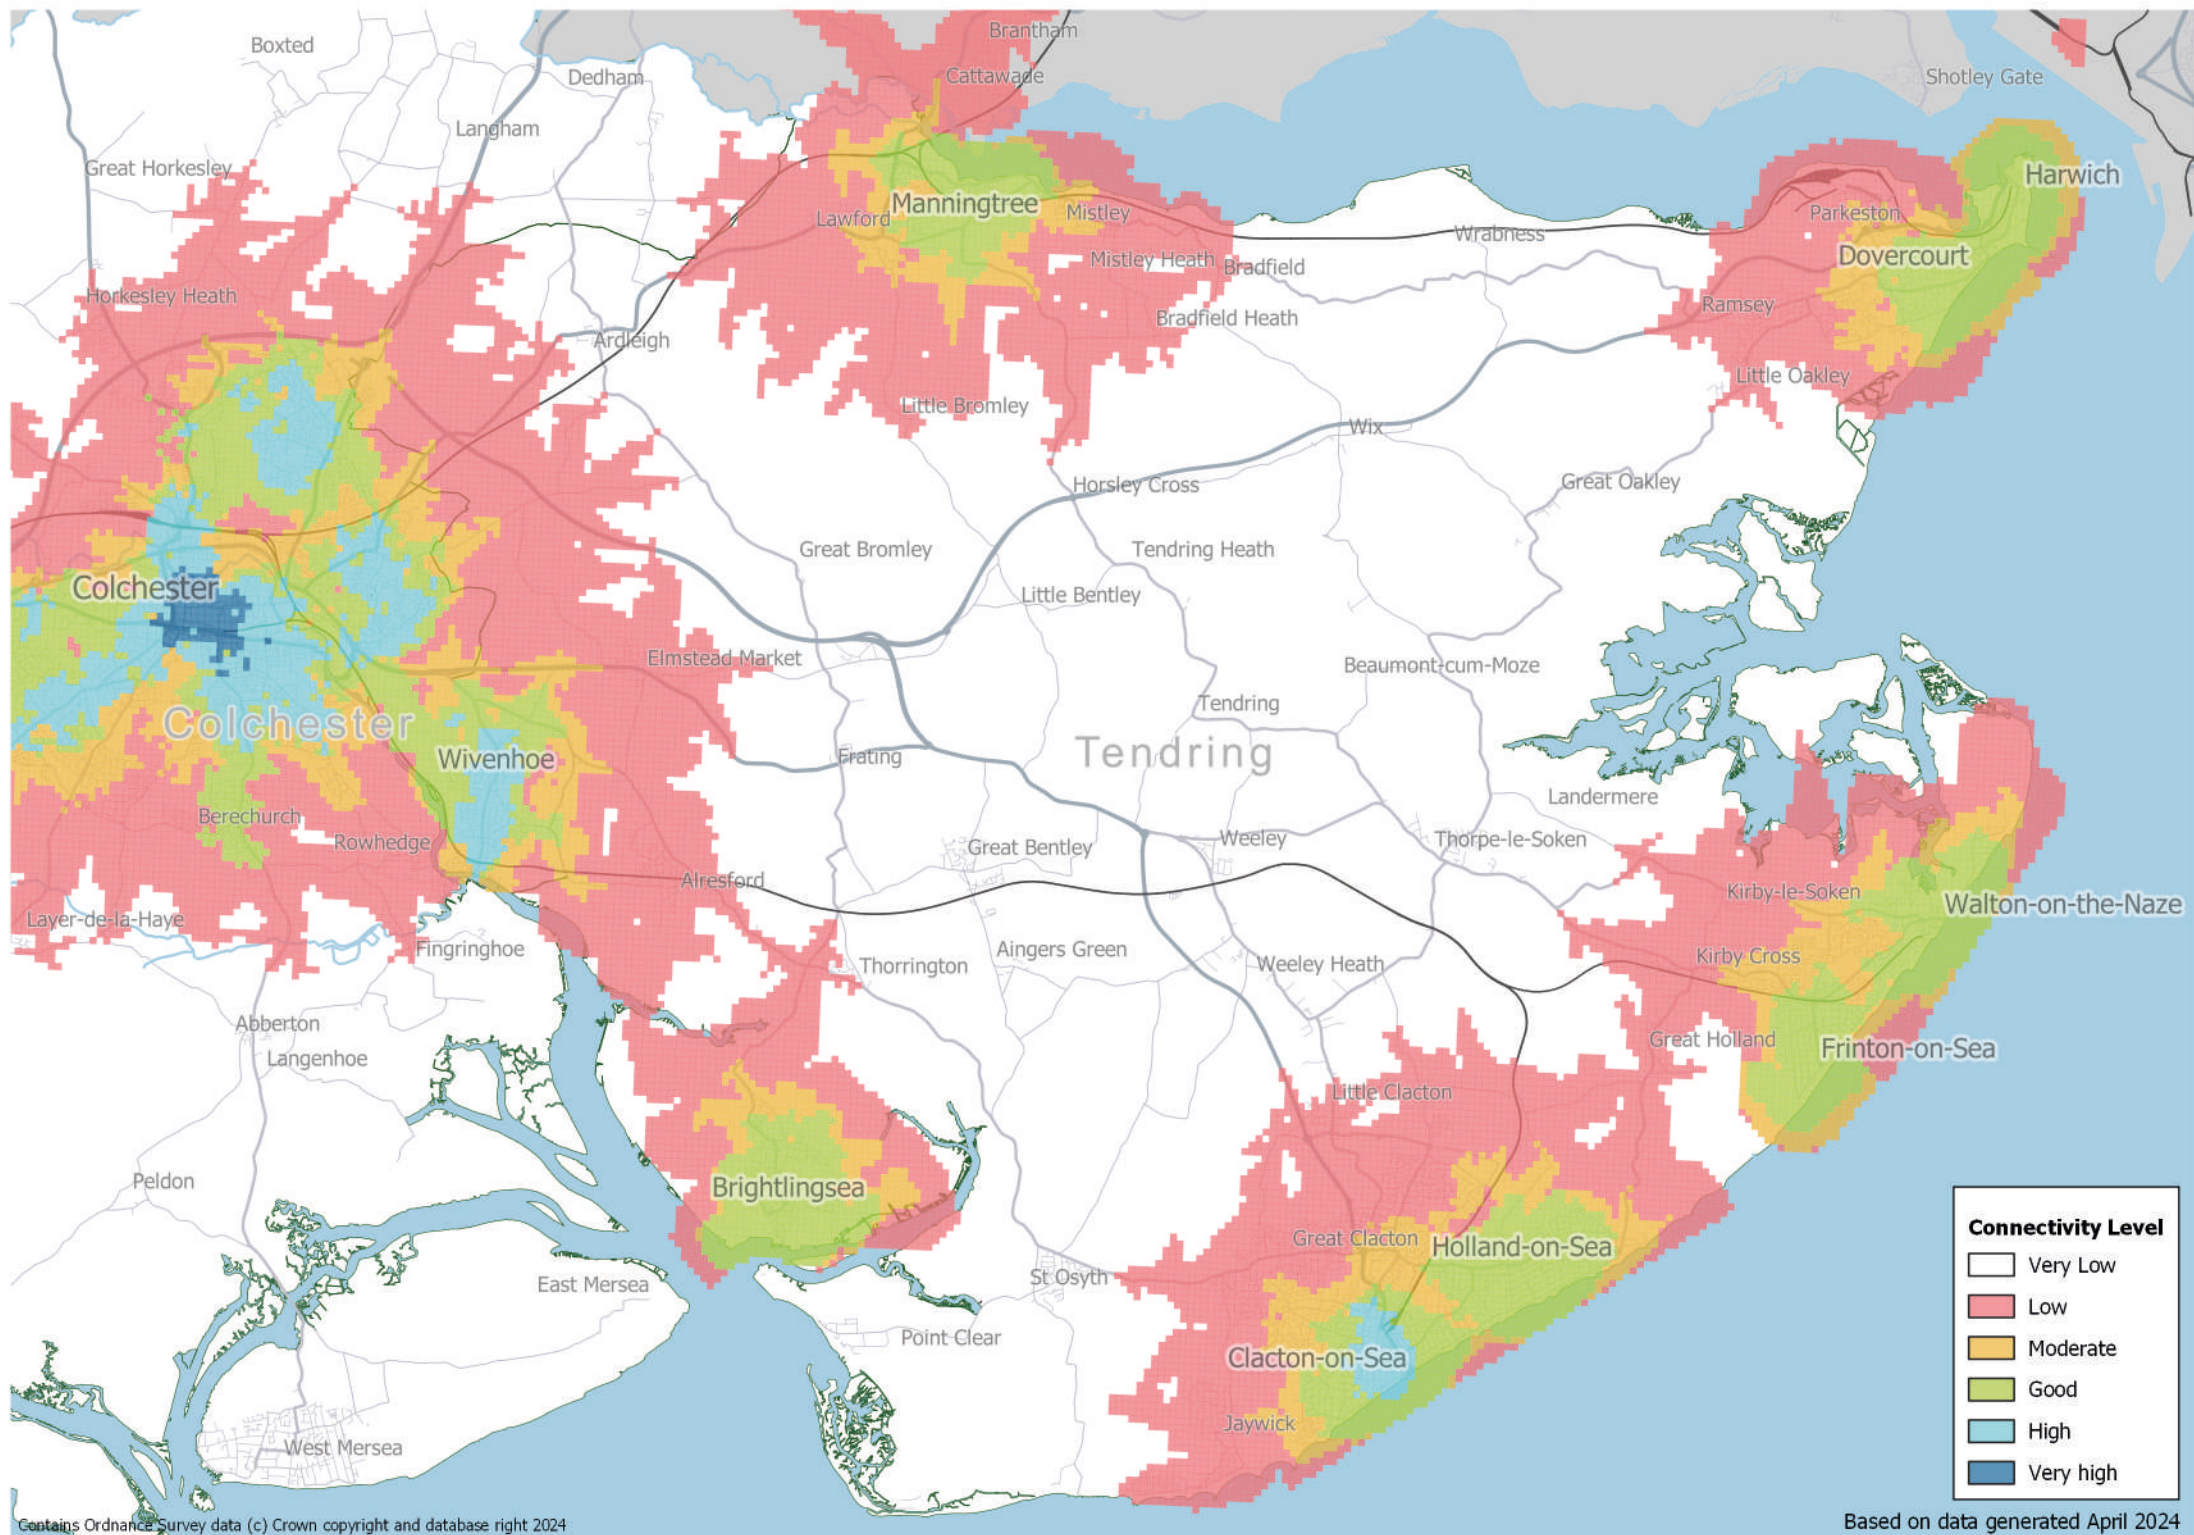 Brantham
Boxted
Cattawade
Dedham
Shotley Gate
Langham
Great Horkesley
Harwich
Manningtree
Lawford
Mistley
Parkeston
Wrabness
Dovercourt
Mistley Heath
Bradfield
Horkesley Heath
Ramsey
Bradfield Heath
Ardleigh
Little Oakley
Little Bromley
Wix
Great Oakley
Horsley Cross
Great Bromley
Tendring Heath
Colchester
Little Bentley
Elmstead Market
Beaumont-cum-Moze
Tendring
Colchester
Tendring
Wivenhoe
Frating
Landermere
Berechurch
Rowhedge
Great Bentley
Weeley
Thorpe-le-Soken
Alresford
Kirby-le-Soken
Walton-on-the-Naze
Layer-de-la-Haye
Fingringhoe
Aingers Green
Kirby Cross
Thorrington
Weeley Heath
Abberton
Great Holland
Frinton-on-Sea
Langenhoe
Little Clacton
Peldon
Brightlingsea
Great Clacton
Holland-on-Sea
East Mersea
St Osyth
Point Clear
Clacton-on-Sea
Jaywick
West Mersea
Connectivity Level
Very Low
Low
Moderate
Good
High
Very high
Contains Ordnance Survey data (c) Crown copyright and database right 2024
Based on data generated April 2024